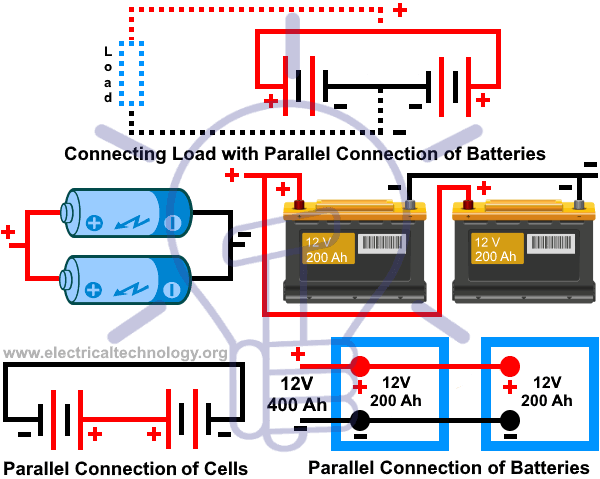 +
Load
+
+
−
−
−
Connecting Load with Parallel Connection of Batteries
+
+
+
−
−
+
−
−
12 V
200 Ah
12 V
200 Ah
www.electricaltechnology.org
+
12V
400 Ah
−
+
−
12V
200 Ah
+
−
12V
200 Ah
−
+
+
−
Parallel Connection of Cells
Parallel Connection of Batteries